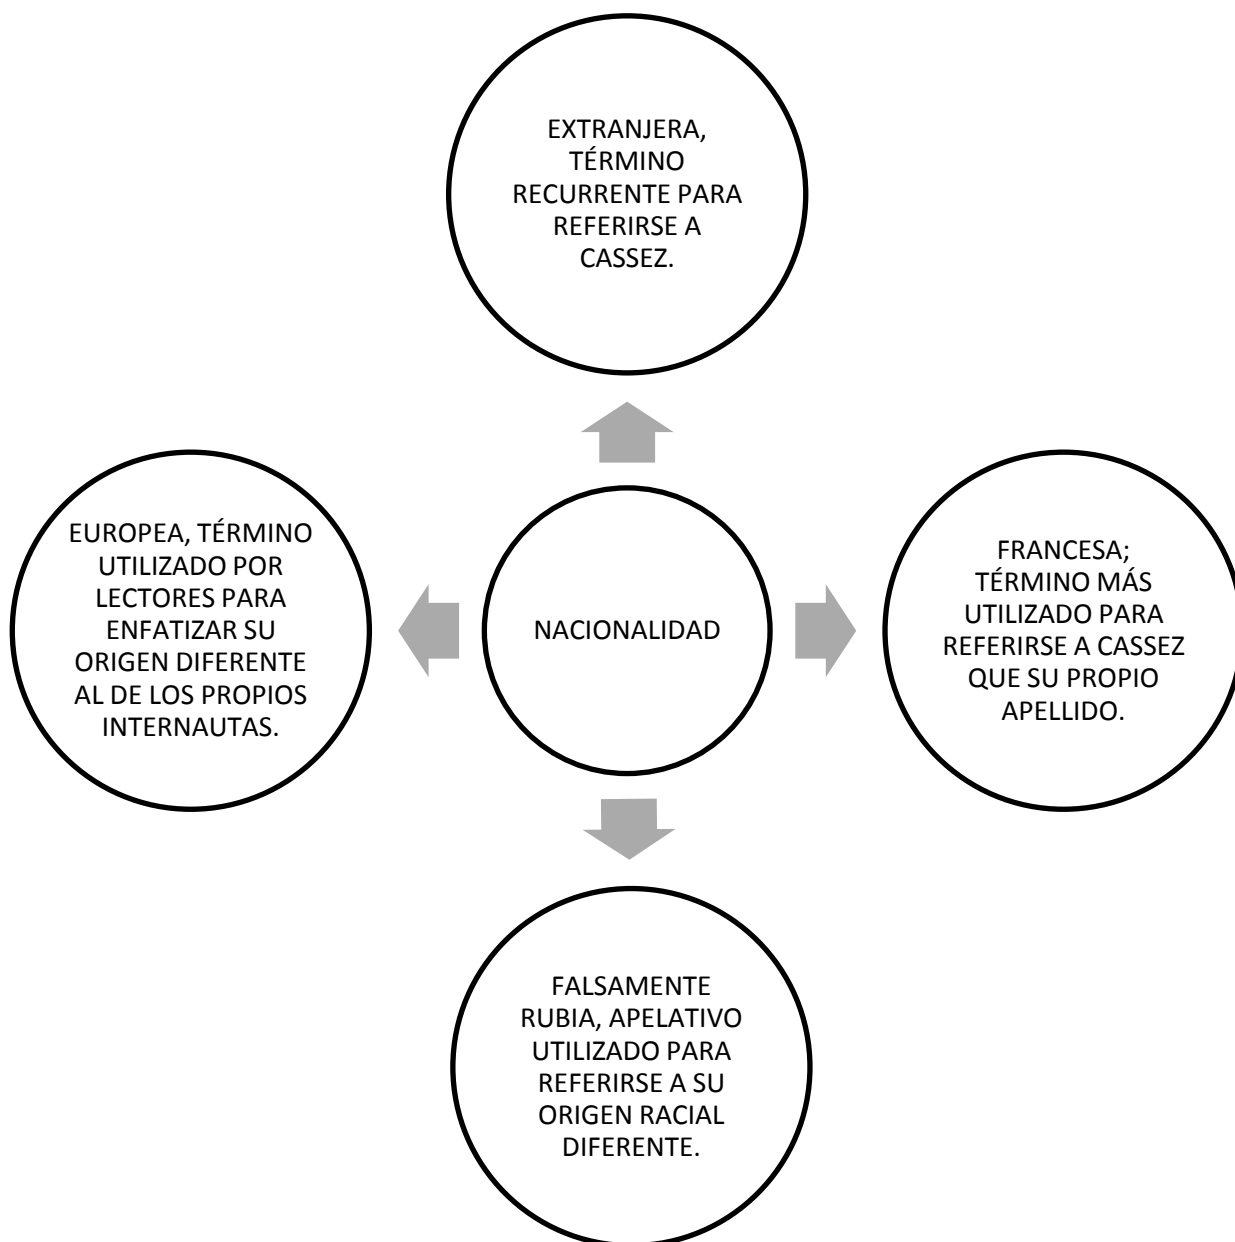 EXTRANJERA,
TÉRMINO
RECURRENTE PARA
REFERIRSE A
CASSEZ.
EUROPEA, TÉRMINO
UTILIZADO POR
LECTORES PARA
ENFATIZAR SU
ORIGEN DIFERENTE
AL DE LOS PROPIOS
INTERNAUTAS.
NACIONALIDAD
FRANCESA;
TÉRMINO MÁS
UTILIZADO PARA
REFERIRSE A CASSEZ
QUE SU PROPIO
APELLIDO.
FALSAMENTE
RUBIA, APELATIVO
UTILIZADO PARA
REFERIRSE A SU
ORIGEN RACIAL
DIFERENTE.